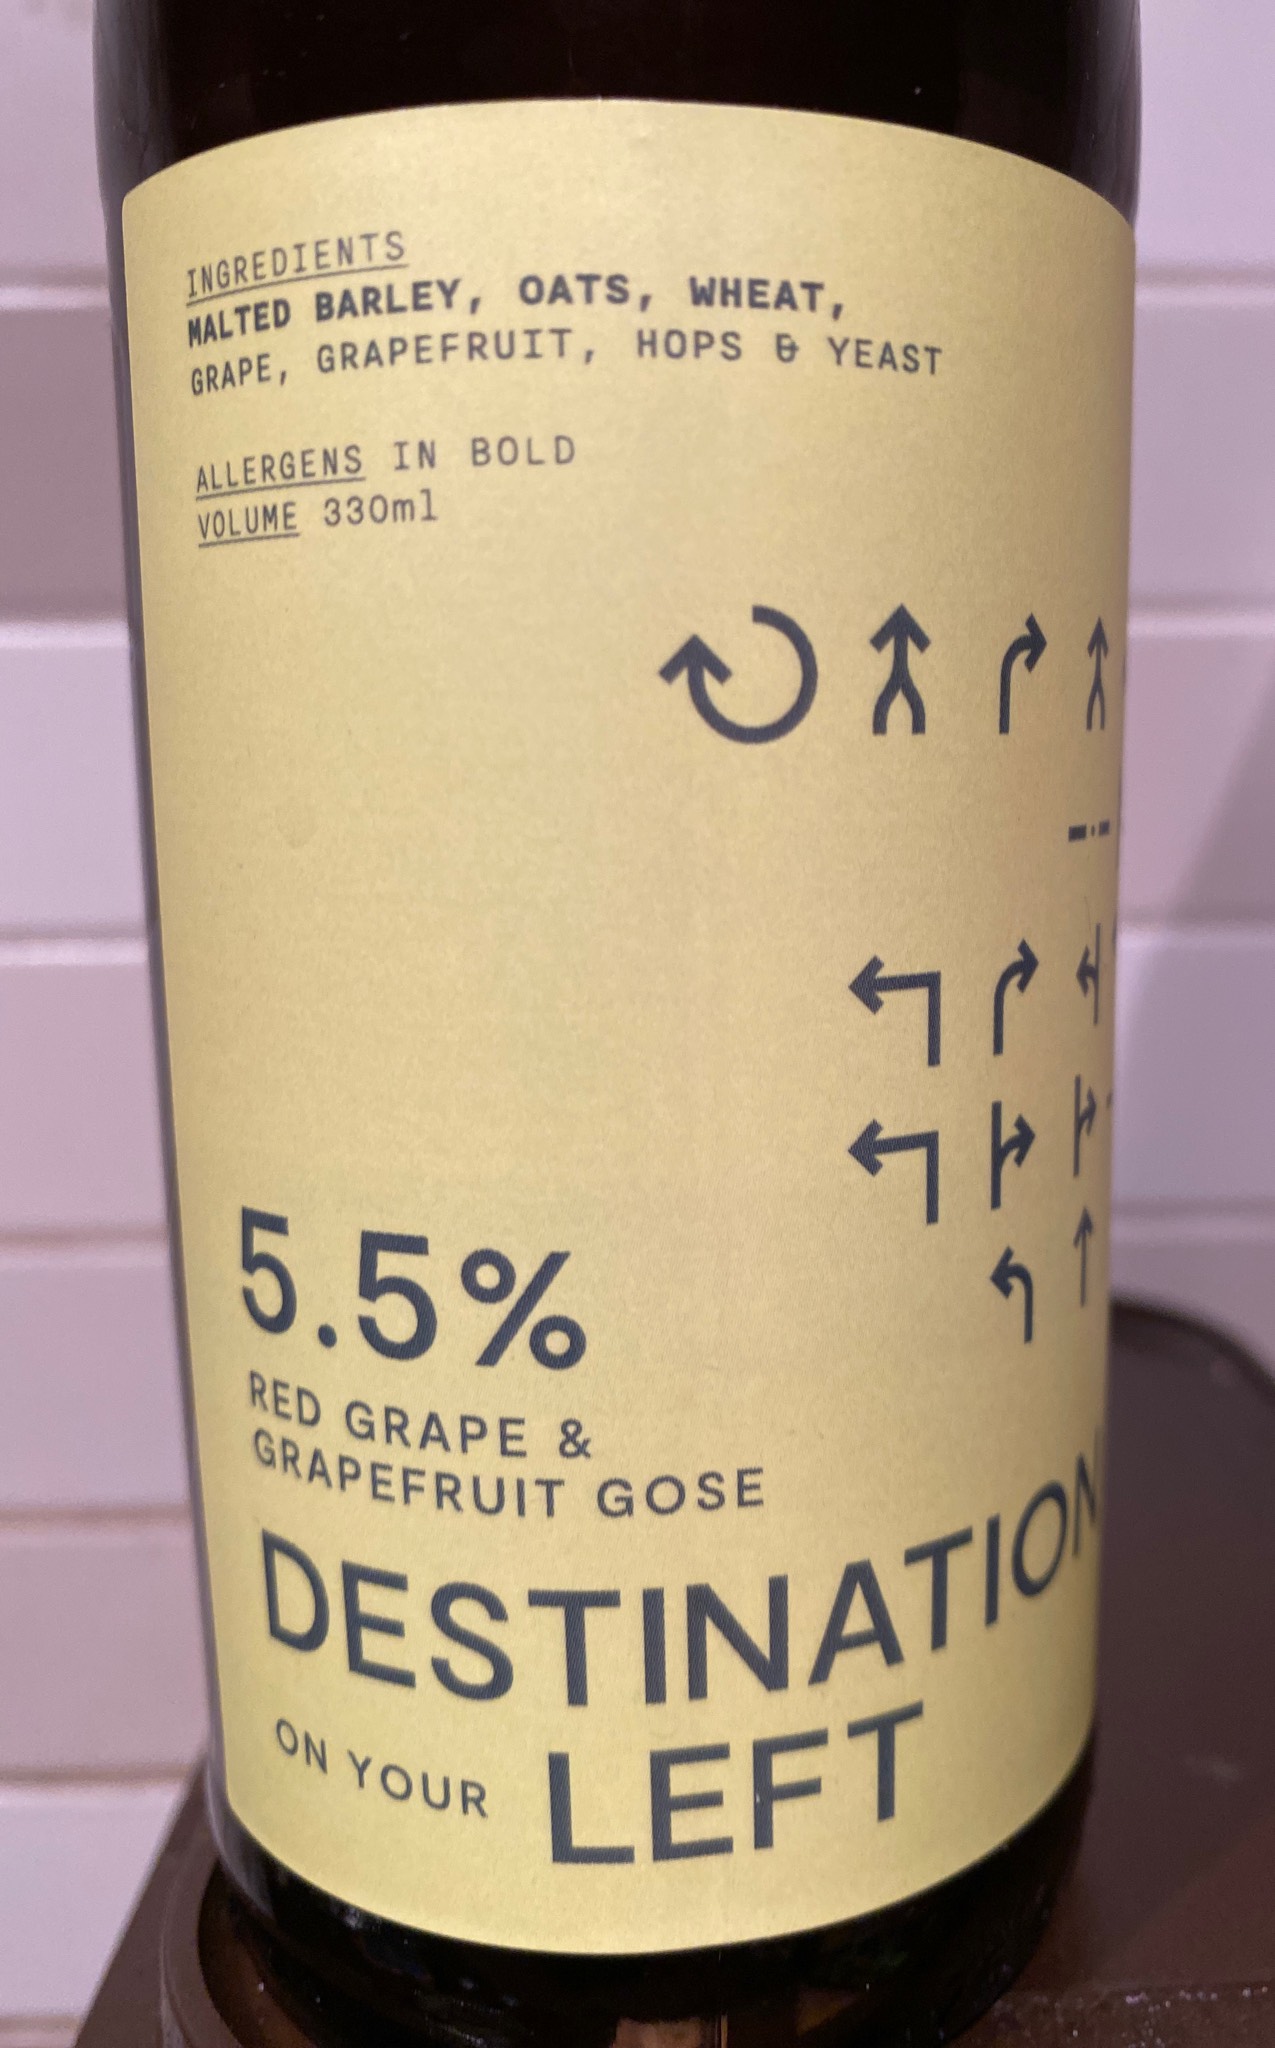 INGREDIENTS
MALTED BARLEY, OATS, WHEAT,
GRAPE, GRAPEFRUIT, HOPS & YEAST
ALLERGENS IN BOLD
VOLUME 330ml
5.5%
RED GRAPE &
GRAPEFRUIT GOSE
DESTINATION
ON YOUR LEFT